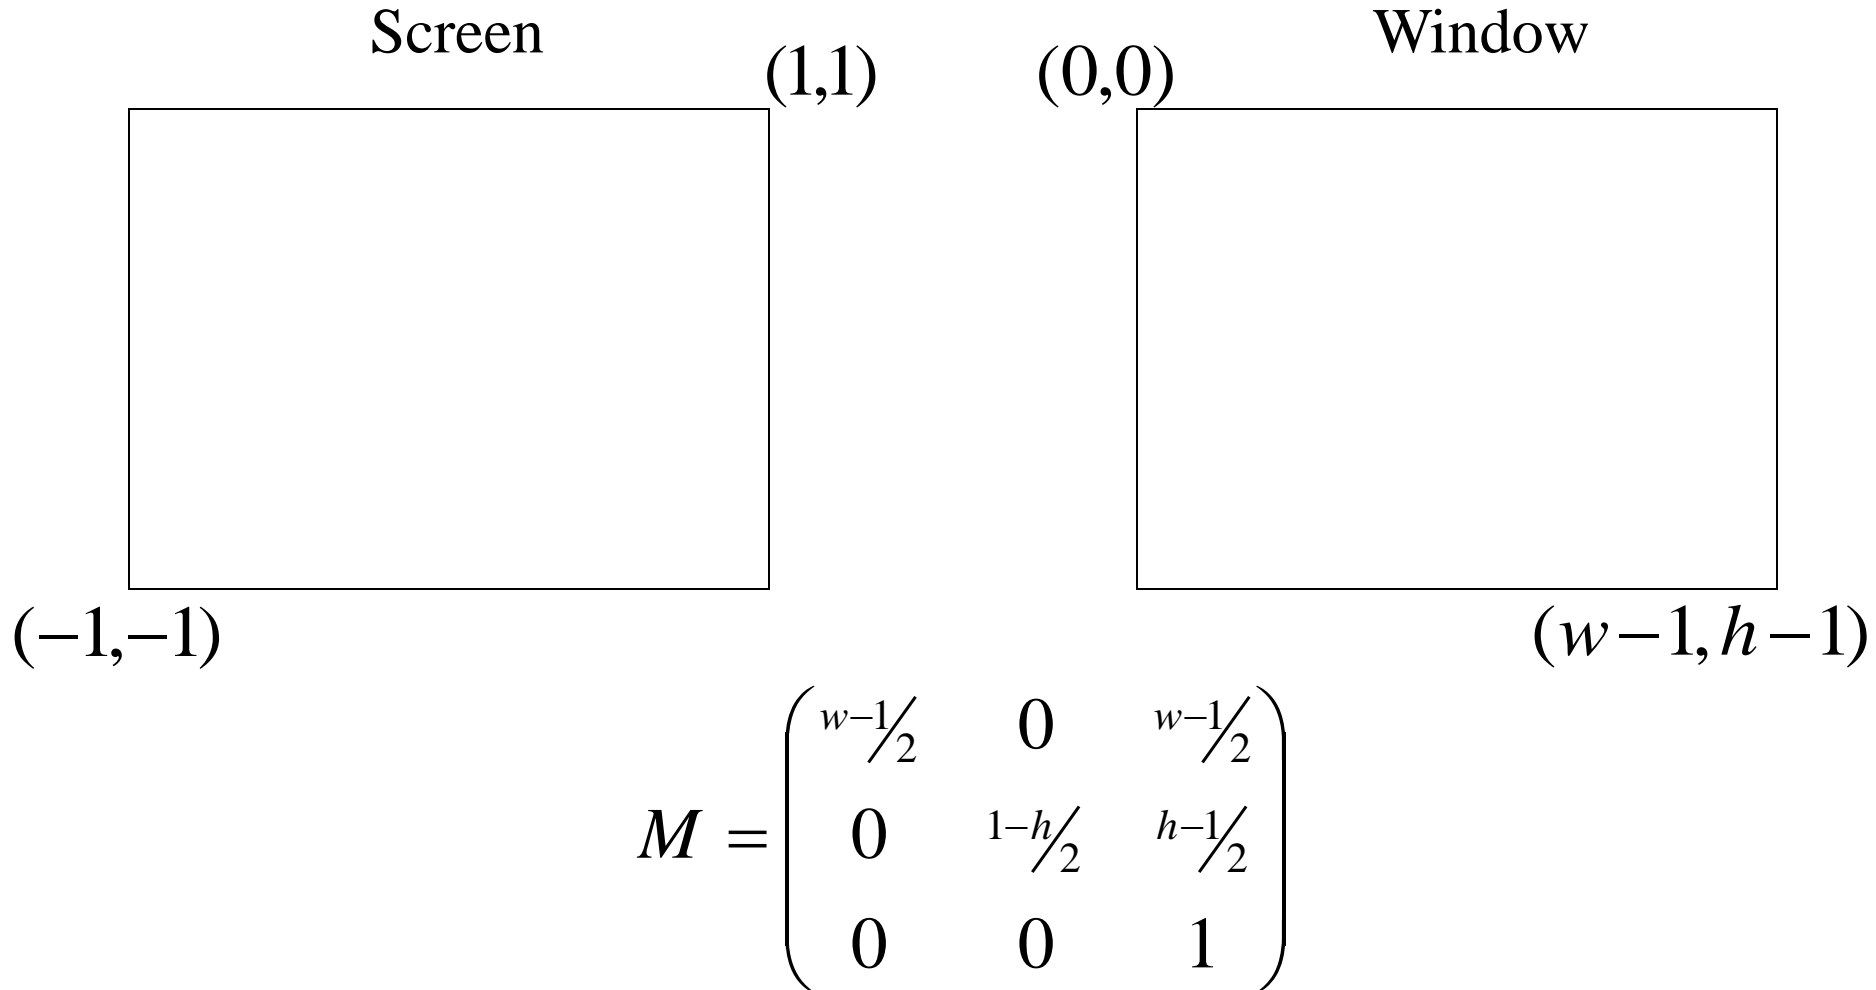 Screen
Window
(1,1)
(0,0)
(−1,−1)
(w−1,h−1)
w−1/2 0 w−1/2
M = 0 1−h/2 h−1/2
0 0 1